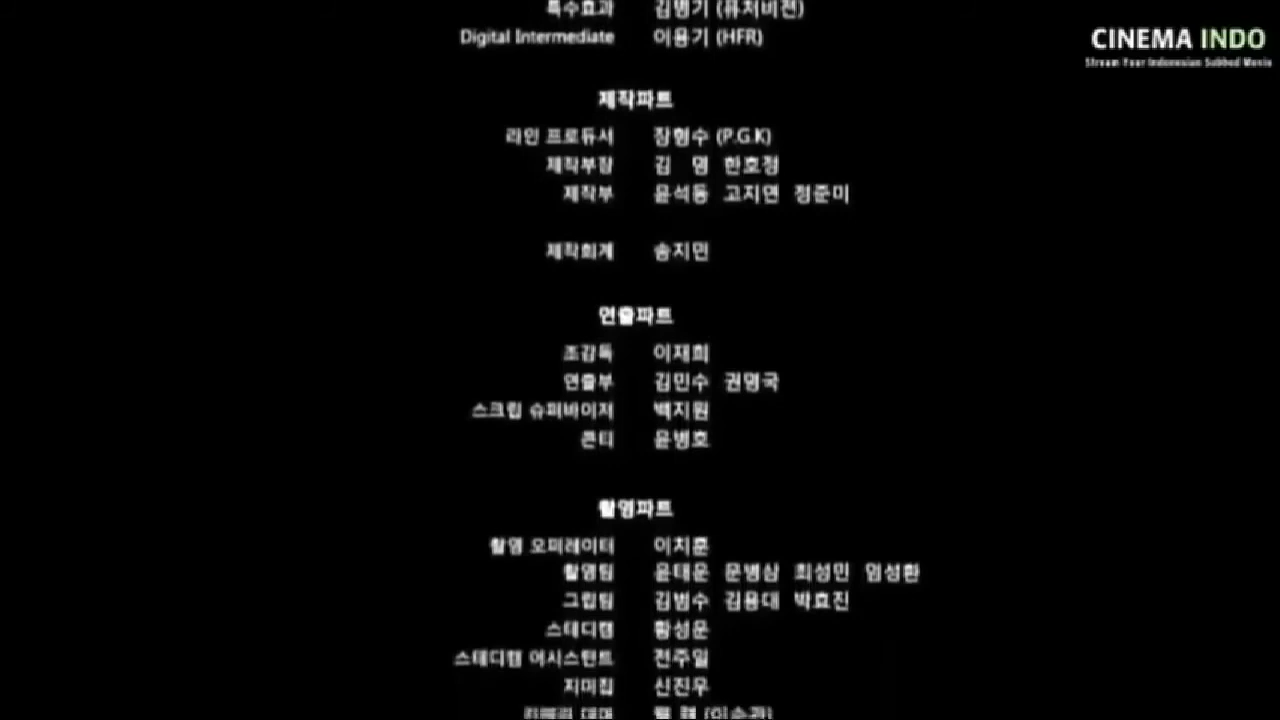 특수효과 김병기 (퓨처비전)
Digital Intermediate 이용기 (HFR)
CINEMA INDO
Stream Your Indonesian Subbed Movie
제작파트
라인 프로듀서 장형수 (P.G.K)
제작부장 김 영 한호정
제작부 윤석동 고지연 정준미
제작회계 송지민
연출파트
조감독 이재희
연출부 김민수 권명국
스크립 슈퍼바이저 백지원
콘티 윤병호
촬영파트
촬영 오퍼레이터 이치훈
촬영팀 윤태운 문병삼 최성민 엄성환
그립팀 김범수 김용대 박효진
스테디캠 황성운
스테디캠 어시스턴트 전주일
지미집 신진우